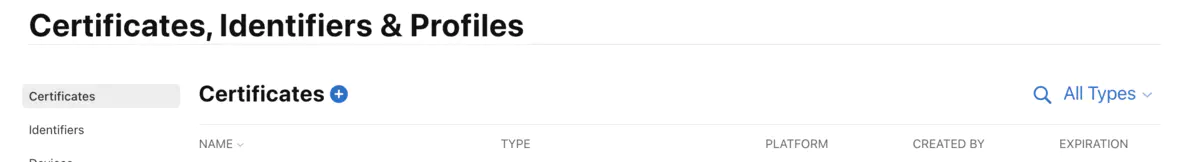 Certificates, Identifiers & Profiles
Certificates
Certificates
All Types
Identifiers
NAME TYPE PLATFORM CREATED BY EXPIRATION